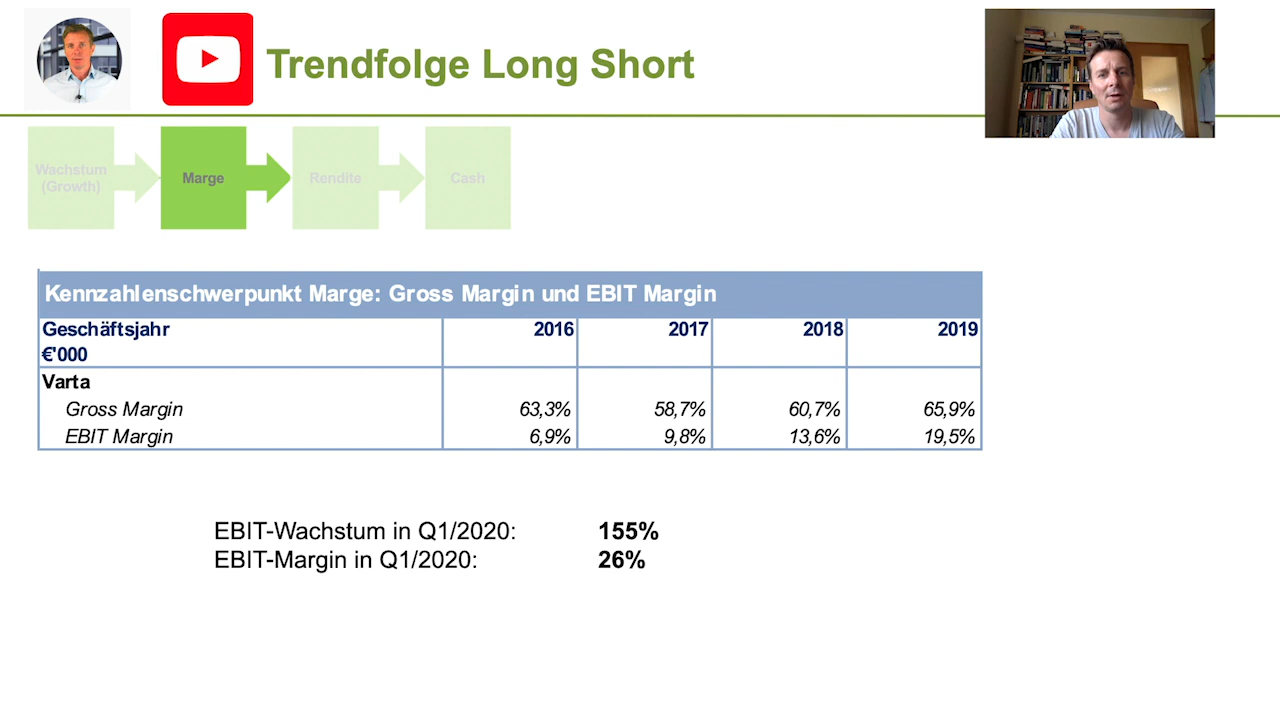 Trendfolge Long Short
Wachstum
(Growth)
Marge
Rendite
Cash
Kennzahlenschwerpunkt Marge: Gross Margin und EBIT Margin
Geschäftsjahr 2016 2017 2018 2019
€'000
Varta
Gross Margin 63,3% 58,7% 60,7% 65,9%
EBIT Margin 6,9% 9,8% 13,6% 19,5%
EBIT-Wachstum in Q1/2020: 155%
EBIT-Margin in Q1/2020: 26%